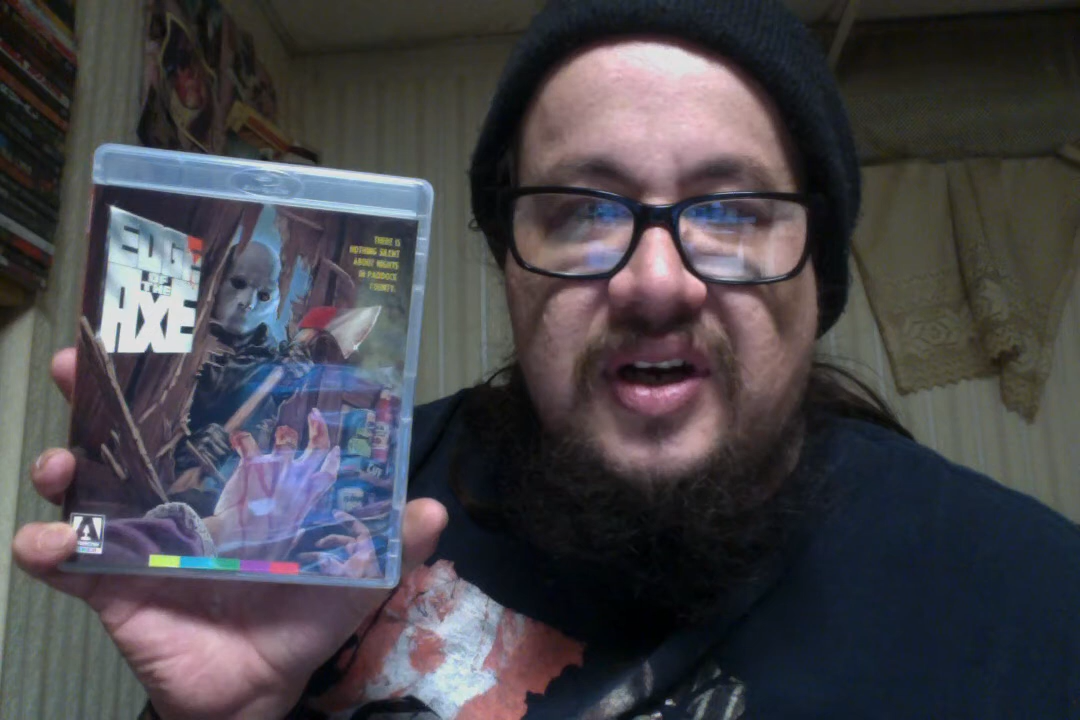 EDGE
OF
THE
AXE
THERE IS
NOTHING SILENT
ABOUT NIGHTS
IN PADDOCK
COUNTY.